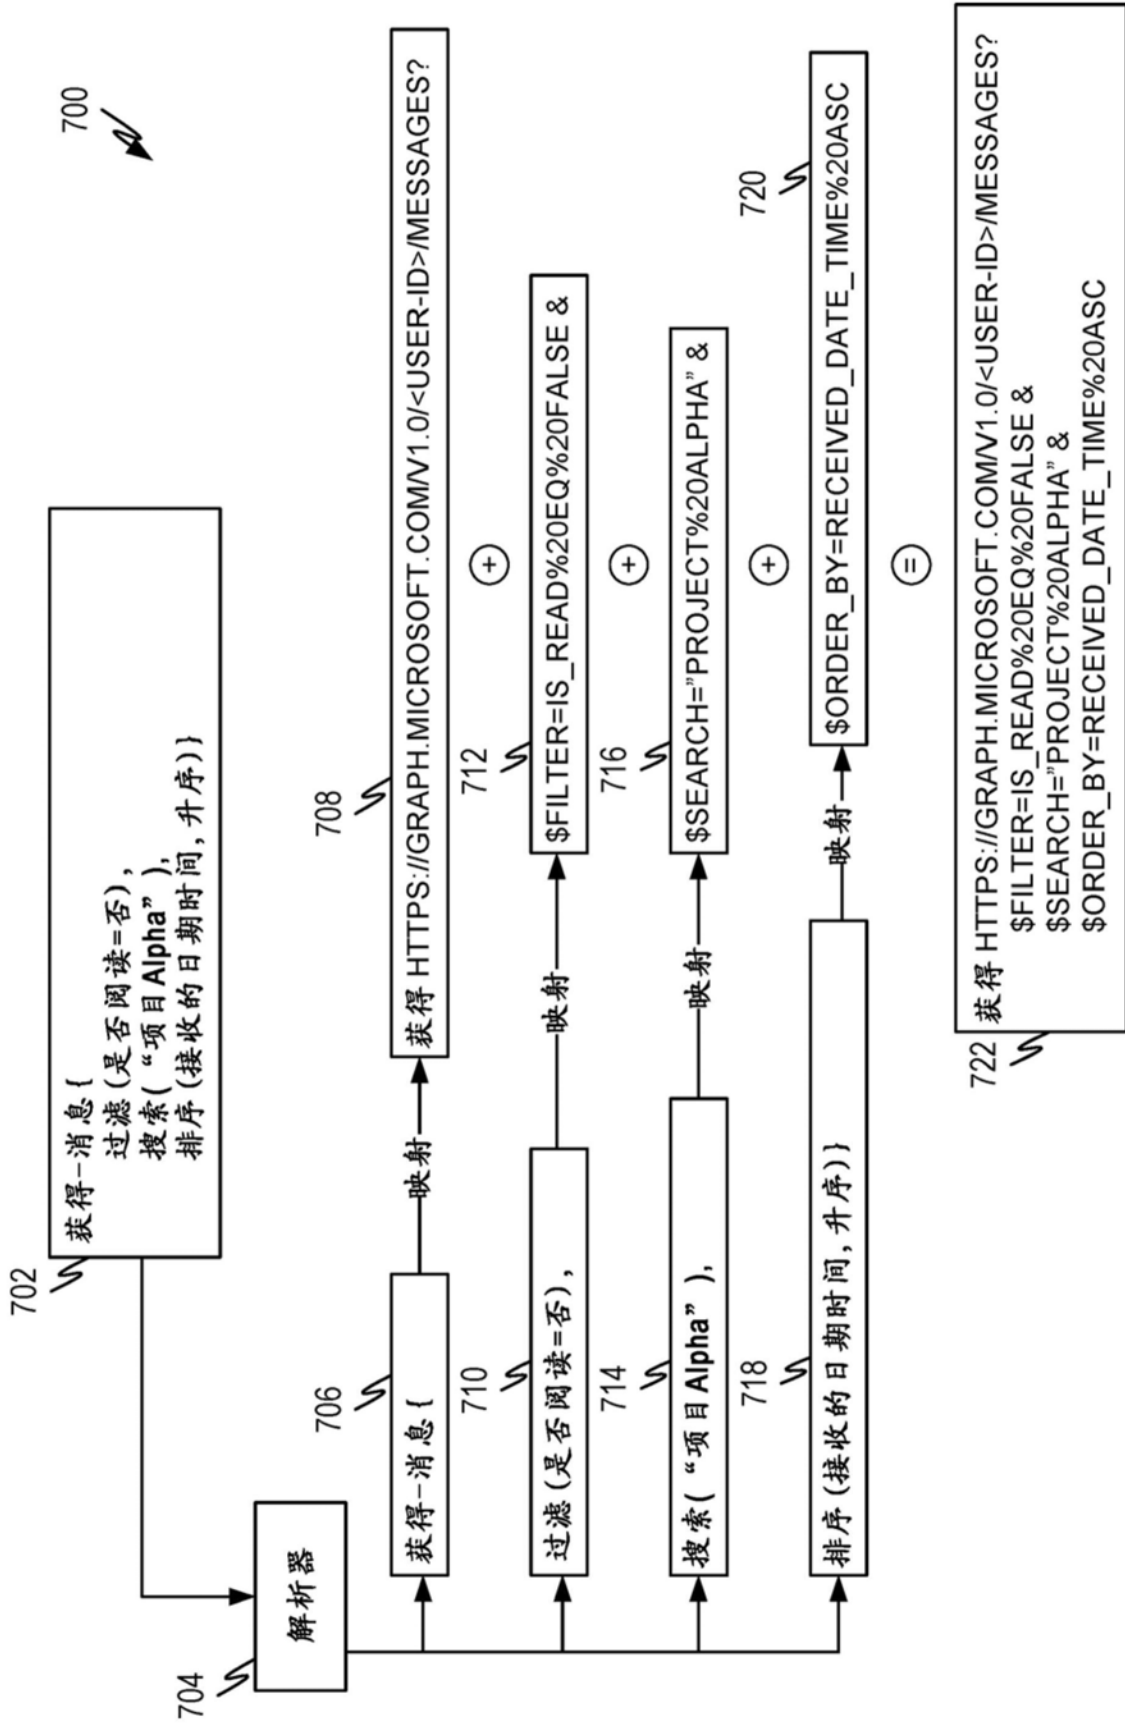 700
702
获得-消息{
过滤(是否阅读=否),
搜索(“项目Alpha”),
排序(接收的日期时间,升序)}
704
解析器
706
获得-消息{
映射
708
获得 HTTPS://GRAPH.MICROSOFT.COM/V1.0/<USER-ID>/MESSAGES?
+
710
过滤(是否阅读=否),
映射
712
$FILTER=IS_READ%20EQ%20FALSE &
+
714
搜索(“项目Alpha”),
映射
716
$SEARCH=”PROJECT%20ALPHA” &
+
718
排序(接收的日期时间,升序)}
映射
720
$ORDER_BY=RECEIVED_DATE_TIME%20ASC
=
722
获得 HTTPS://GRAPH.MICROSOFT.COM/V1.0/<USER-ID>/MESSAGES?
$FILTER=IS_READ%20EQ%20FALSE &
$SEARCH=”PROJECT%20ALPHA” &
$ORDER_BY=RECEIVED_DATE_TIME%20ASC